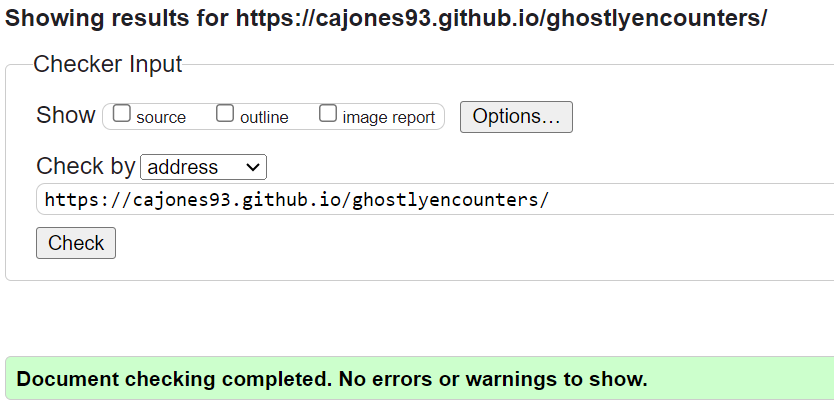 Showing results for https://cajones93.github.io/ghostlyencounters/
Checker Input
Show source outline image report Options...
Check by address
https://cajones93.github.io/ghostlyencounters/
Check
Document checking completed. No errors or warnings to show.